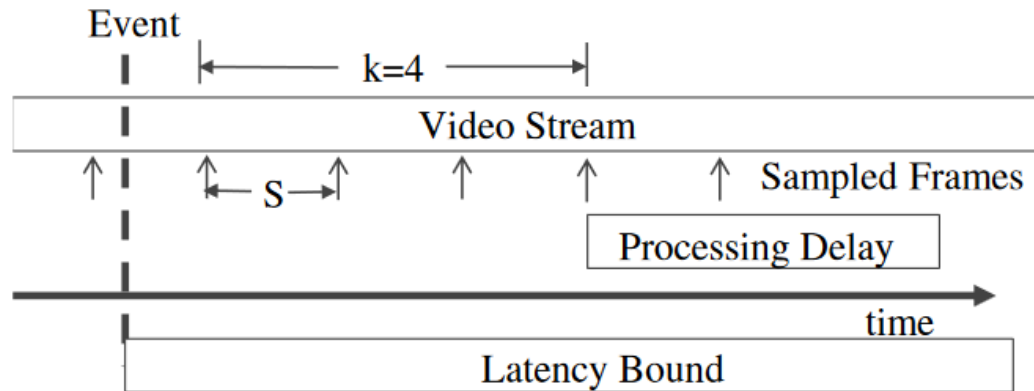 Event
k=4
Video Stream
S
Sampled Frames
Processing Delay
time
Latency Bound